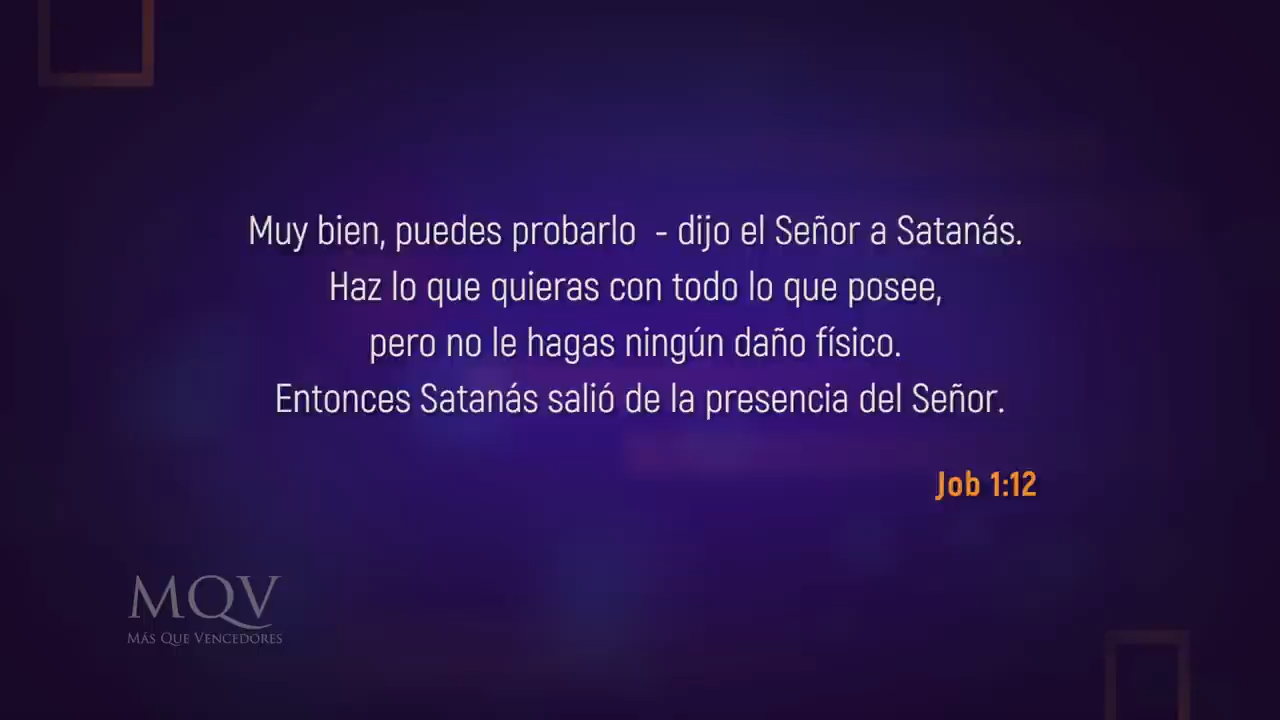 Muy bien, puedes probarlo - dijo el Señor a Satanás.
Haz lo que quieras con todo lo que posee,
pero no le hagas ningún daño físico.
Entonces Satanás salió de la presencia del Señor.
Job 1:12
MQV
MÁS QUE VENCEDORES